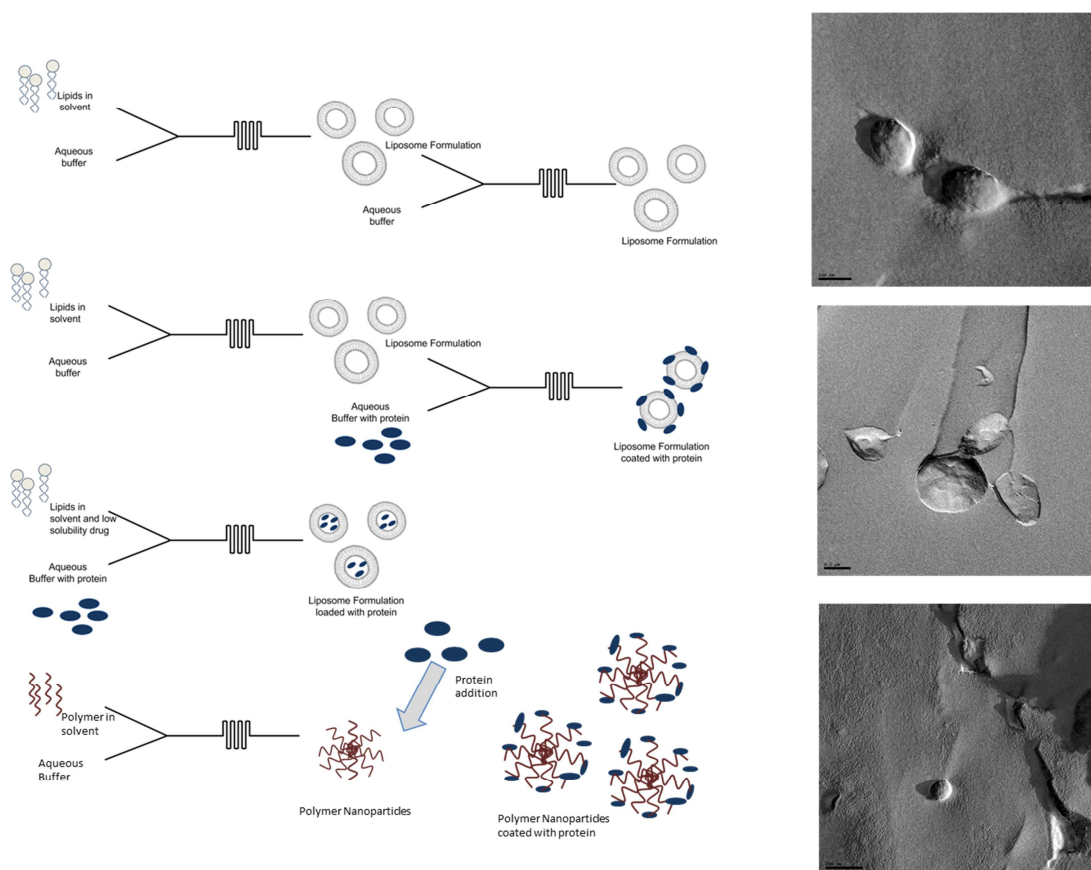 Lipids in
solvent
Aqueous
buffer
Liposome Formulation
Aqueous
buffer
Liposome Formulation
Lipids in
solvent
Aqueous
buffer
Liposome Formulation
Aqueous
Buffer with protein
Liposome Formulation
coated with protein
Lipids in
solvent and low
solubility drug
Aqueous
Buffer with protein
Liposome Formulation
loaded with protein
Protein
addition
Polymer in
solvent
Aqueous
Buffer
Polymer Nanoparticles
Polymer Nanoparticles
coated with protein